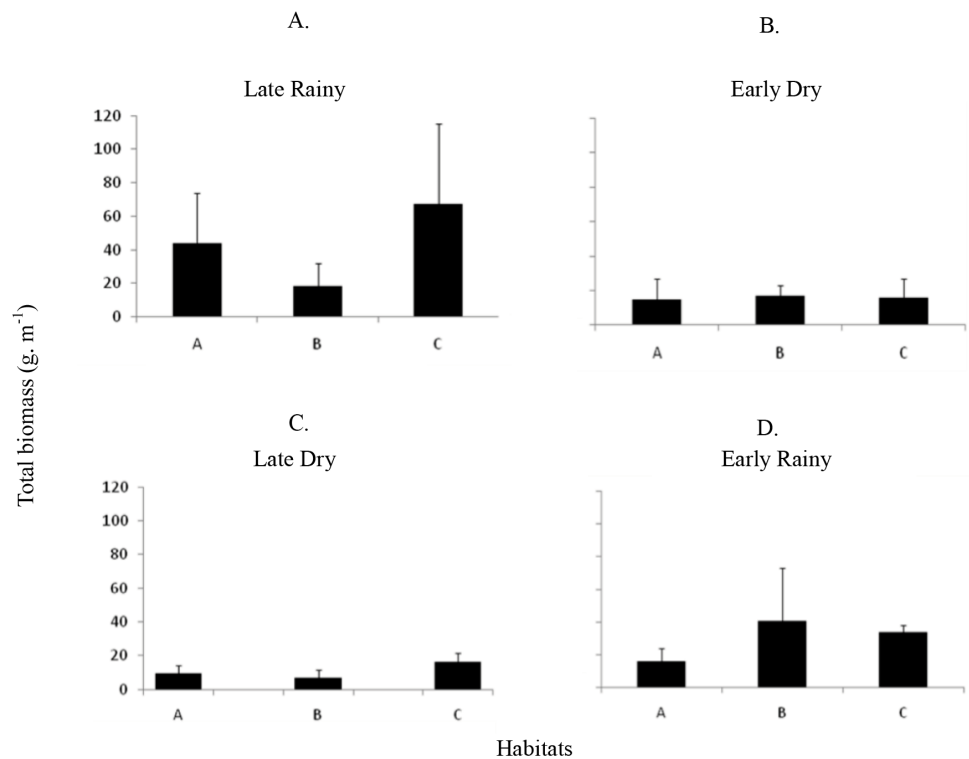 A.
Late Rainy
120
100
80
60
40
20
0
A B C
B.
Early Dry
A B C
Total biomass (g. m-1)
C.
Late Dry
120
100
80
60
40
20
0
A B C
D.
Early Rainy
A B C
Habitats